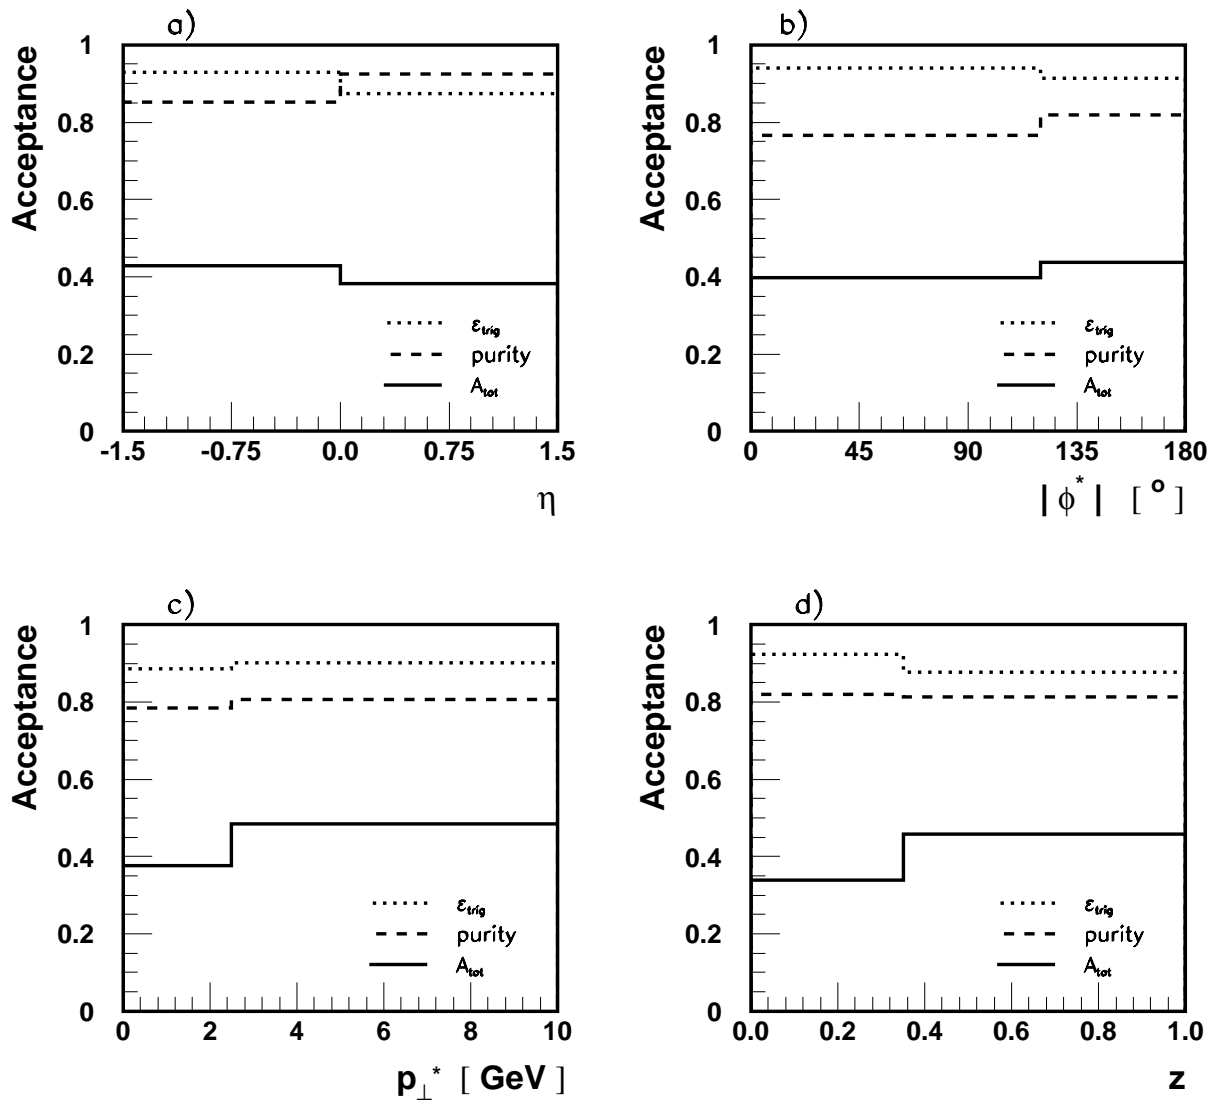 a)
Acceptance
1
0.8
0.6
0.4
0.2
0
ε_trig
purity
A_tot
-1.5 -0.75 0.0 0.75 1.5
η
b)
Acceptance
1
0.8
0.6
0.4
0.2
0
ε_trig
purity
A_tot
0 45 90 135 180
|ϕ*| [°]
c)
Acceptance
1
0.8
0.6
0.4
0.2
0
ε_trig
purity
A_tot
0 2 4 6 8 10
p⊥* [GeV]
d)
Acceptance
1
0.8
0.6
0.4
0.2
0
ε_trig
purity
A_tot
0.0 0.2 0.4 0.6 0.8 1.0
z